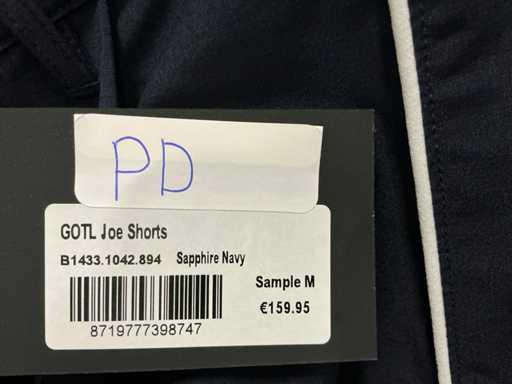 PD
GOTL Joe Shorts
B1433.1042.894 Sapphire Navy
Sample M
€159.95
8719777398747